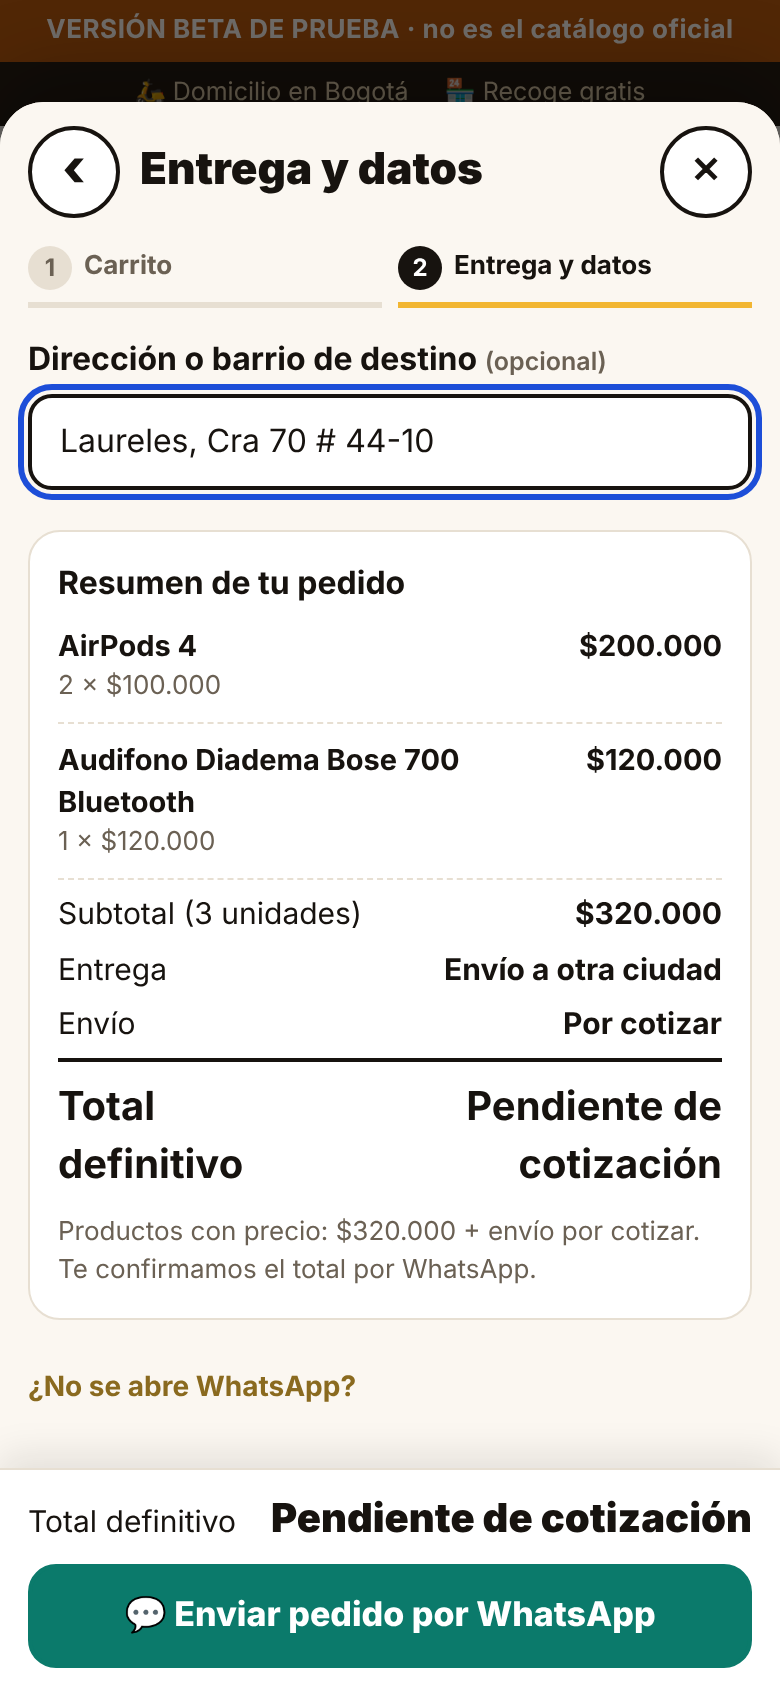 VERSIÓN BETA DE PRUEBA · no es el catálogo oficial
🛵 Domicilio en Bogotá 🏪 Recoge gratis
‹ Entrega y datos ✕
1 Carrito 2 Entrega y datos
Dirección o barrio de destino (opcional)
Laureles, Cra 70 # 44-10
Resumen de tu pedido
AirPods 4 $200.000
2 × $100.000
Audifono Diadema Bose 700 $120.000
Bluetooth
1 × $120.000
Subtotal (3 unidades) $320.000
Entrega Envío a otra ciudad
Envío Por cotizar
Total Pendiente de
definitivo cotización
Productos con precio: $320.000 + envío por cotizar.
Te confirmamos el total por WhatsApp.
¿No se abre WhatsApp?
Total definitivo Pendiente de cotización
💬 Enviar pedido por WhatsApp